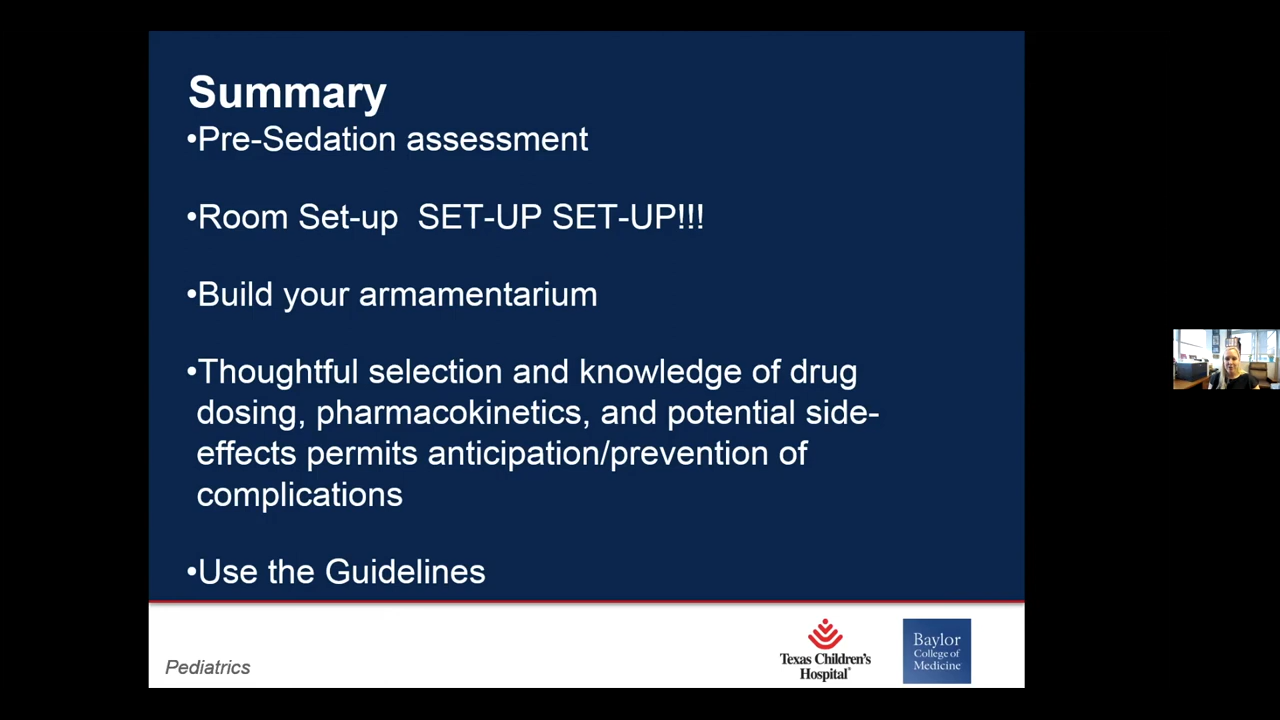 Summary
•Pre-Sedation assessment
•Room Set-up  SET-UP SET-UP!!!
•Build your armamentarium
•Thoughtful selection and knowledge of drug
dosing, pharmacokinetics, and potential side-
effects permits anticipation/prevention of
complications
•Use the Guidelines
Pediatrics
Texas Children's
Hospital®
Baylor
College of
Medicine